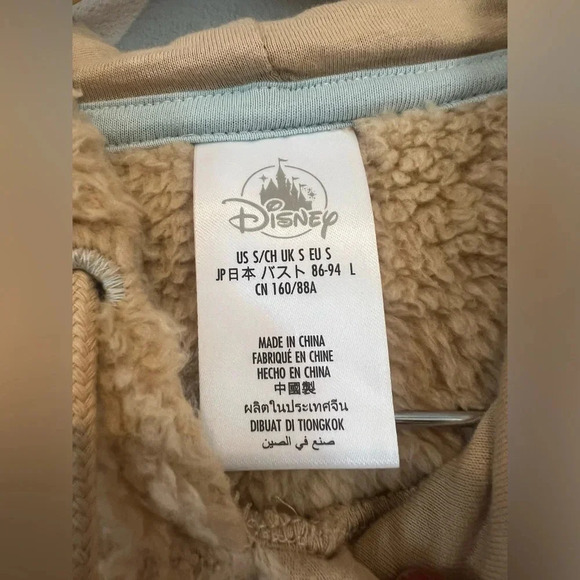 Disney
US S/CH UK S EU S
JP日本 バスト 86-94 L
CN 160/88A
MADE IN CHINA
FABRIQUÉ EN CHINE
HECHO EN CHINA
中國製
ผลิตในประเทศจีน
DIBUAT DI TIONGKOK
صنع في الصين